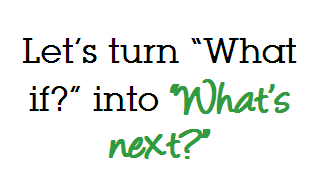 Let's turn “What
if?” into “What's
next?”